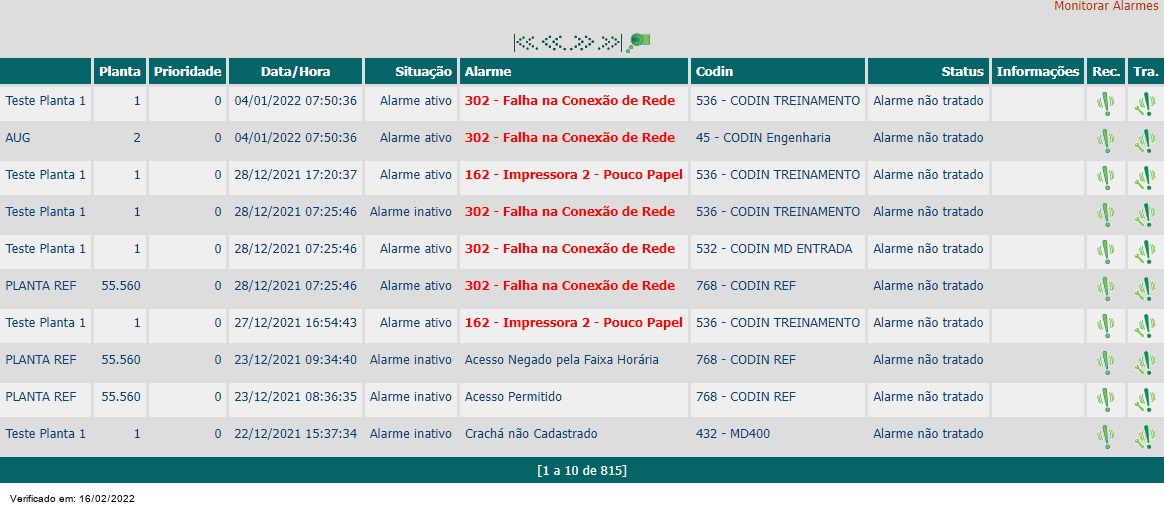 Monitorar Alarmes
Planta Prioridade Data/Hora Situação Alarme Codin Status Informações Rec. Tra.
Teste Planta 1 1 0 04/01/2022 07:50:36 Alarme ativo 302 - Falha na Conexão de Rede 536 - CODIN TREINAMENTO Alarme não tratado
AUG 2 0 04/01/2022 07:50:36 Alarme ativo 302 - Falha na Conexão de Rede 45 - CODIN Engenharia Alarme não tratado
Teste Planta 1 1 0 28/12/2021 17:20:37 Alarme ativo 162 - Impressora 2 - Pouco Papel 536 - CODIN TREINAMENTO Alarme não tratado
Teste Planta 1 1 0 28/12/2021 07:25:46 Alarme inativo 302 - Falha na Conexão de Rede 536 - CODIN TREINAMENTO Alarme não tratado
Teste Planta 1 1 0 28/12/2021 07:25:46 Alarme ativo 302 - Falha na Conexão de Rede 532 - CODIN MD ENTRADA Alarme não tratado
PLANTA REF 55.560 0 28/12/2021 07:25:46 Alarme ativo 302 - Falha na Conexão de Rede 768 - CODIN REF Alarme não tratado
Teste Planta 1 1 0 27/12/2021 16:54:43 Alarme ativo 162 - Impressora 2 - Pouco Papel 536 - CODIN TREINAMENTO Alarme não tratado
PLANTA REF 55.560 0 23/12/2021 09:34:40 Alarme inativo Acesso Negado pela Faixa Horária 768 - CODIN REF Alarme não tratado
PLANTA REF 55.560 0 23/12/2021 08:36:35 Alarme inativo Acesso Permitido 768 - CODIN REF Alarme não tratado
Teste Planta 1 1 0 22/12/2021 15:37:34 Alarme inativo Crachá não Cadastrado 432 - MD400 Alarme não tratado
[1 a 10 de 815]
Verificado em: 16/02/2022